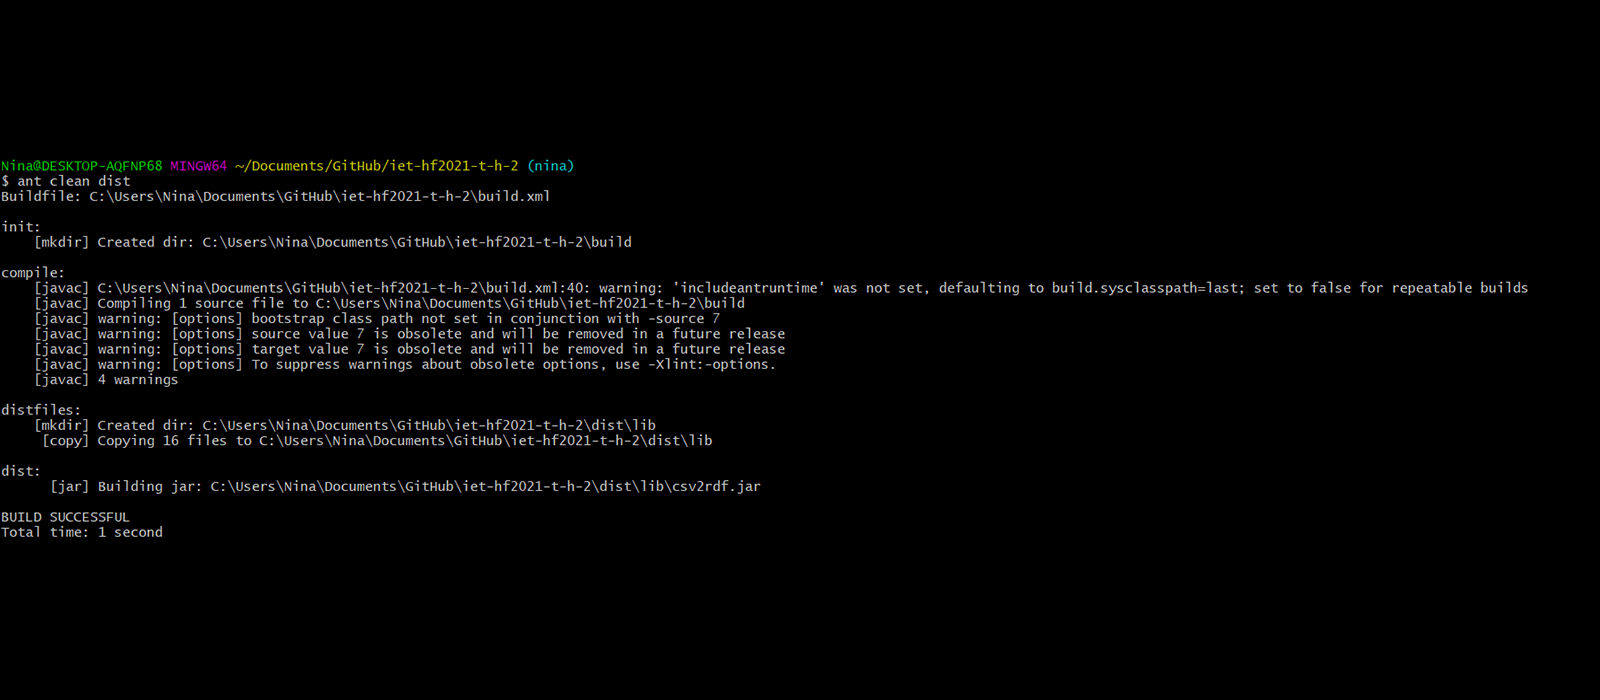 Nina@DESKTOP-AQFNP68 MINGW64 ~/Documents/GitHub/iet-hf2021-t-h-2 (nina)
$ ant clean dist
Buildfile: C:\Users\Nina\Documents\GitHub\iet-hf2021-t-h-2\build.xml
init:
[mkdir] Created dir: C:\Users\Nina\Documents\GitHub\iet-hf2021-t-h-2\build
compile:
[javac] C:\Users\Nina\Documents\GitHub\iet-hf2021-t-h-2\build.xml:40: warning: 'includeantruntime' was not set, defaulting to build.sysclasspath=last; set to false for repeatable builds
[javac] Compiling 1 source file to C:\Users\Nina\Documents\GitHub\iet-hf2021-t-h-2\build
[javac] warning: [options] bootstrap class path not set in conjunction with -source 7
[javac] warning: [options] source value 7 is obsolete and will be removed in a future release
[javac] warning: [options] target value 7 is obsolete and will be removed in a future release
[javac] warning: [options] To suppress warnings about obsolete options, use -Xlint:-options.
[javac] 4 warnings
distfiles:
[mkdir] Created dir: C:\Users\Nina\Documents\GitHub\iet-hf2021-t-h-2\dist\lib
[copy] Copying 16 files to C:\Users\Nina\Documents\GitHub\iet-hf2021-t-h-2\dist\lib
dist:
[jar] Building jar: C:\Users\Nina\Documents\GitHub\iet-hf2021-t-h-2\dist\lib\csv2rdf.jar
BUILD SUCCESSFUL
Total time: 1 second